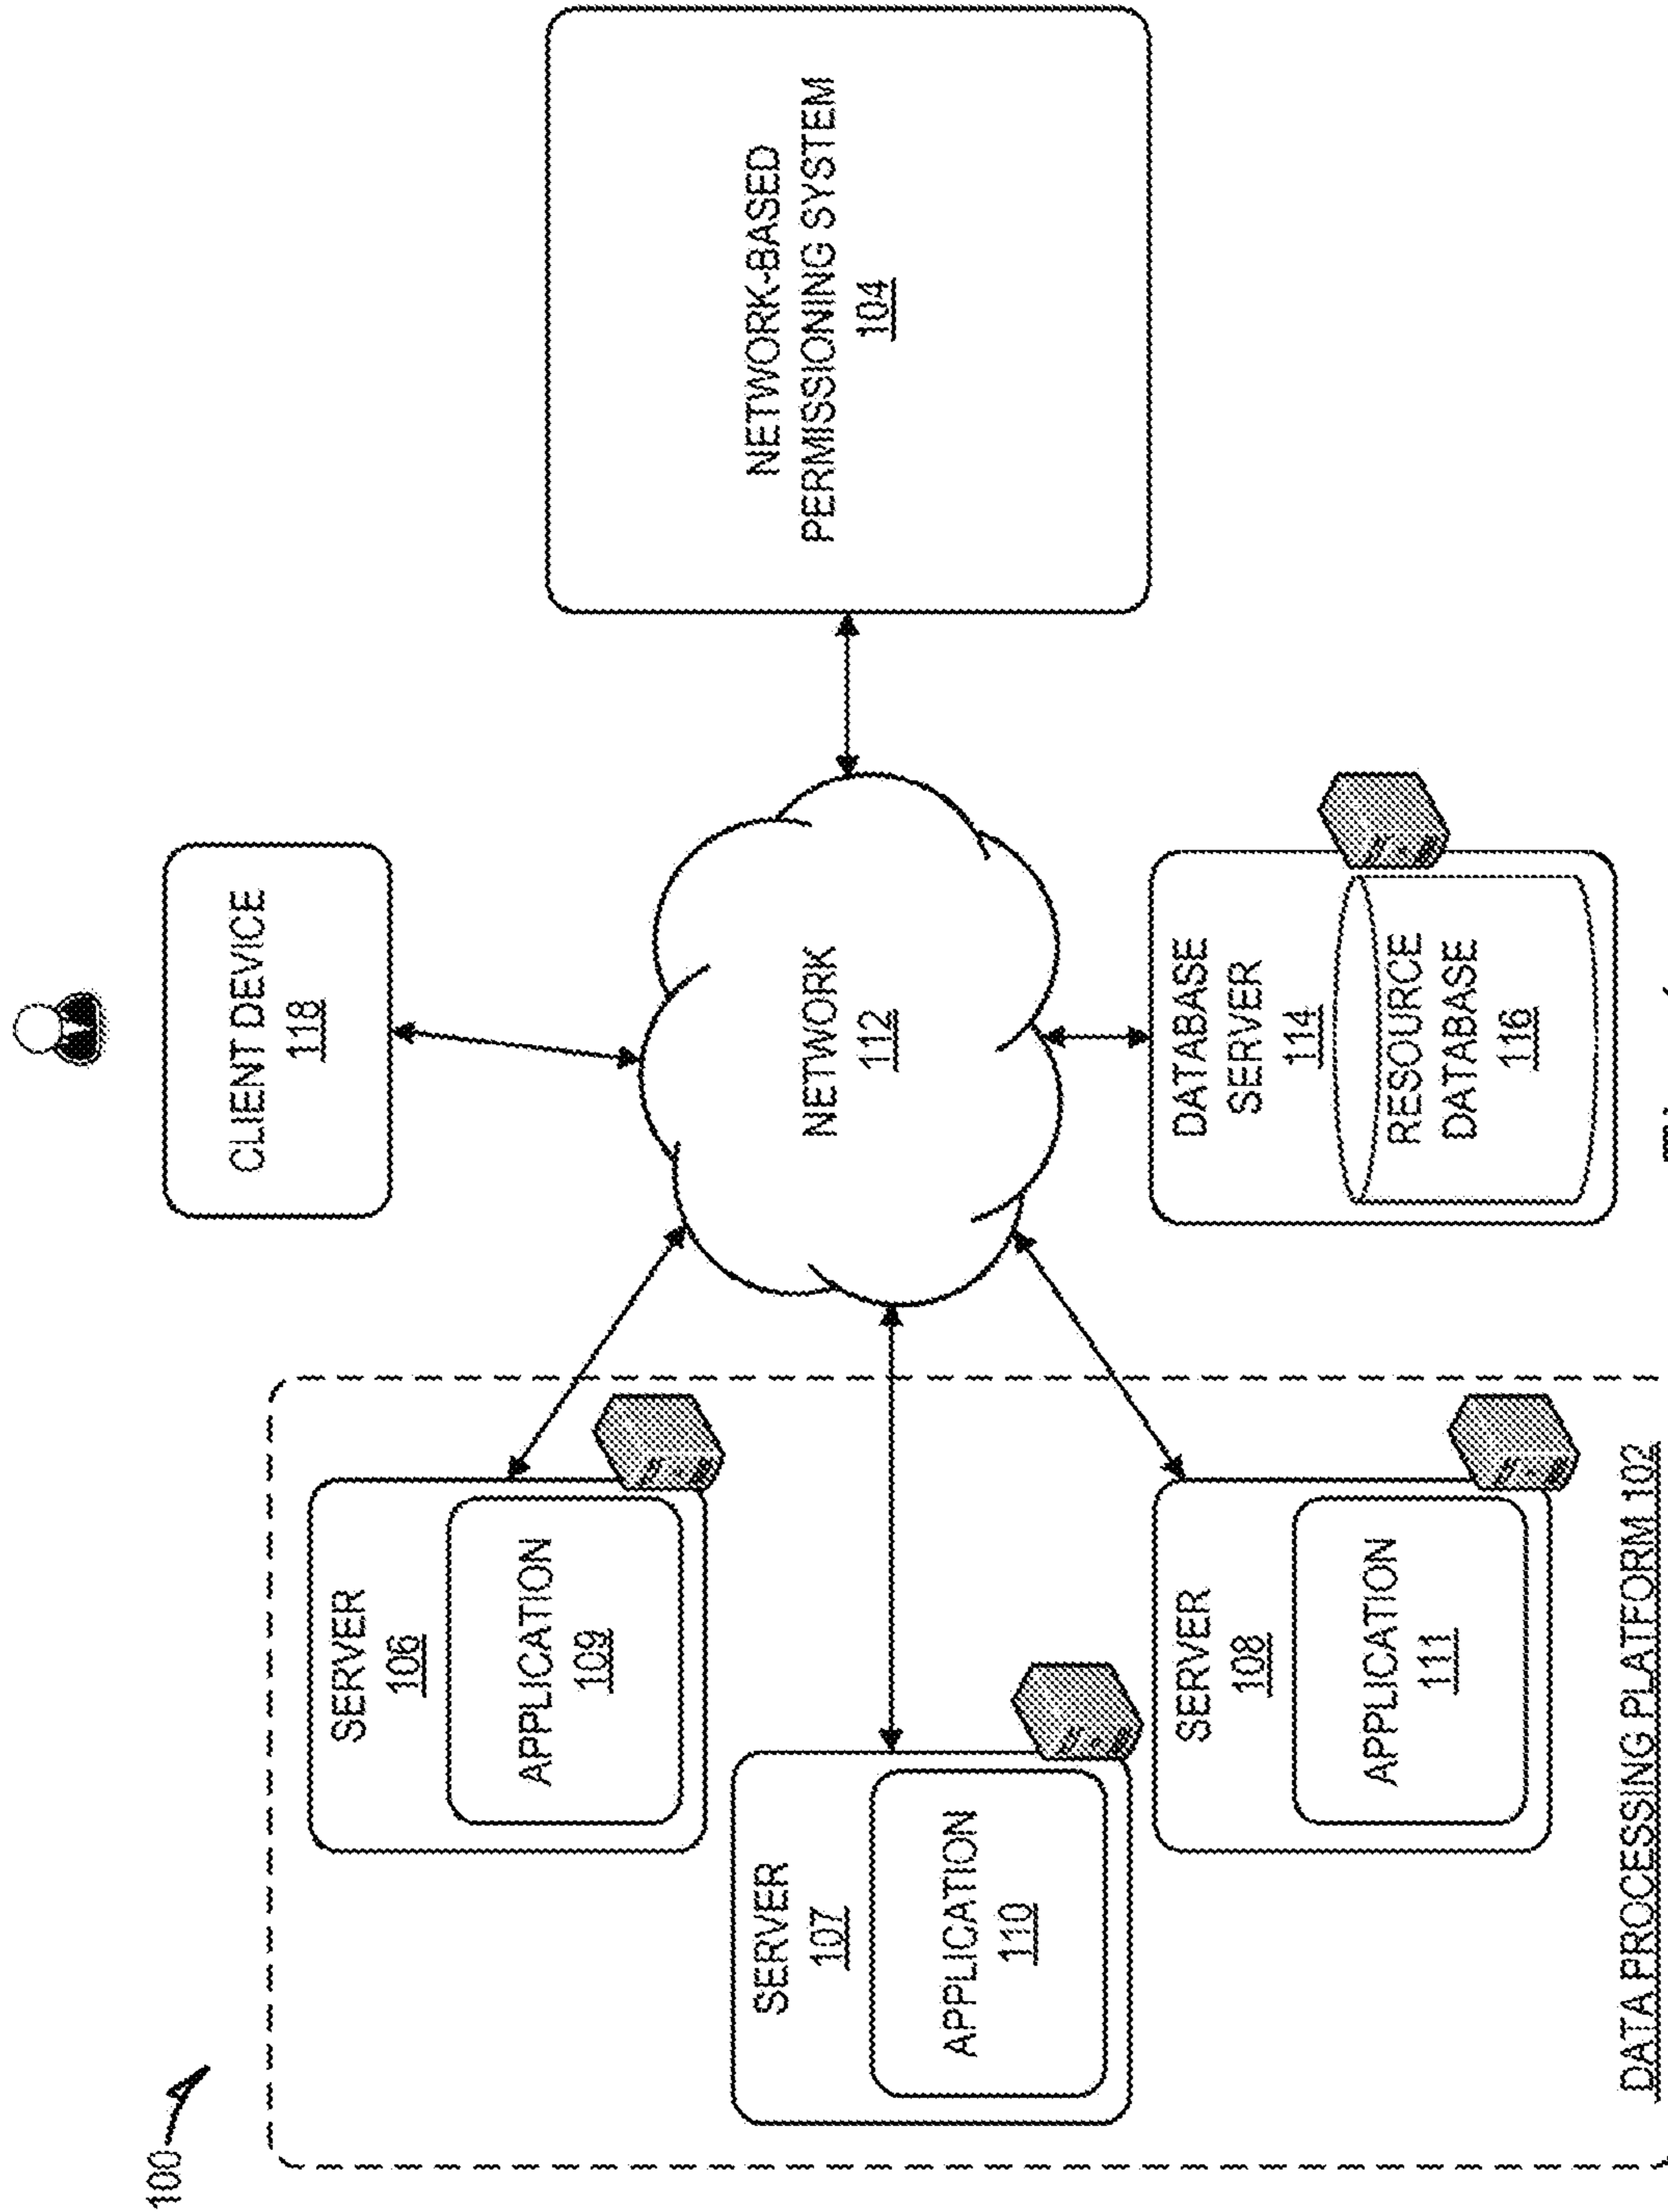 100
CLIENT DEVICE
118
SERVER
106
APPLICATION
109
SERVER
107
APPLICATION
110
SERVER
108
APPLICATION
111
DATA PROCESSING PLATFORM 102
NETWORK
112
NETWORK-BASED
PERMISSIONING SYSTEM
104
DATABASE
SERVER
114
RESOURCE
DATABASE
116